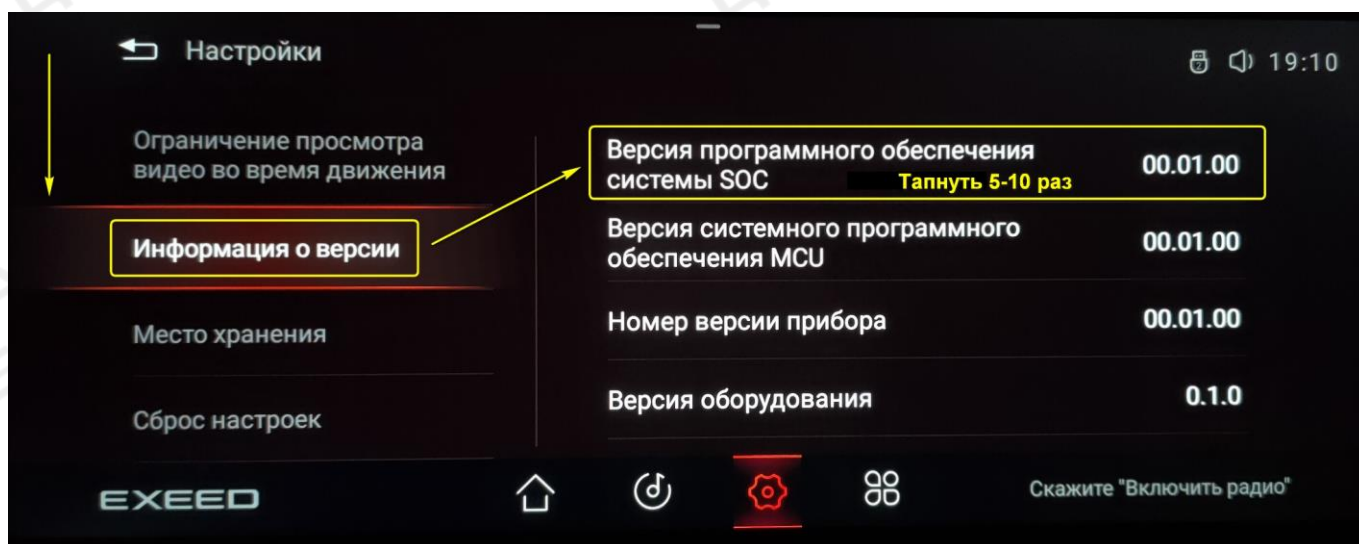 Настройки
19:10
Ограничение просмотра
видео во время движения
Информация о версии
Место хранения
Сброс настроек
Версия программного обеспечения
системы SOC
Тапнуть 5-10 раз
00.01.00
Версия системного программного
обеспечения MCU
00.01.00
Номер версии прибора
00.01.00
Версия оборудования
0.1.0
EXEED
Скажите "Включить радио"